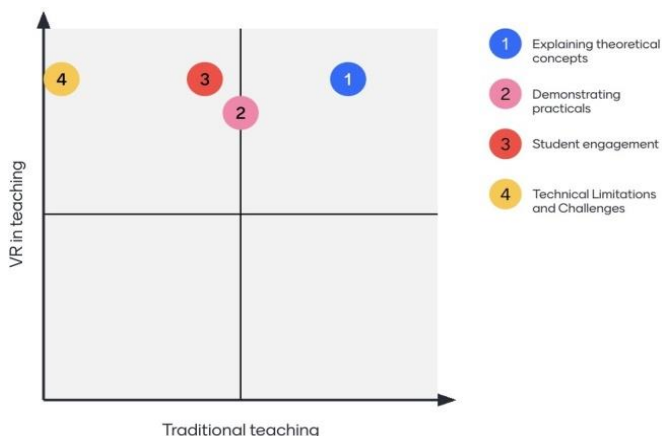 4
3
1
2
VR in teaching
Traditional teaching
1
Explaining theoretical
concepts
2
Demonstrating
practicals
3
Student engagement
4
Technical Limitations
and Challenges